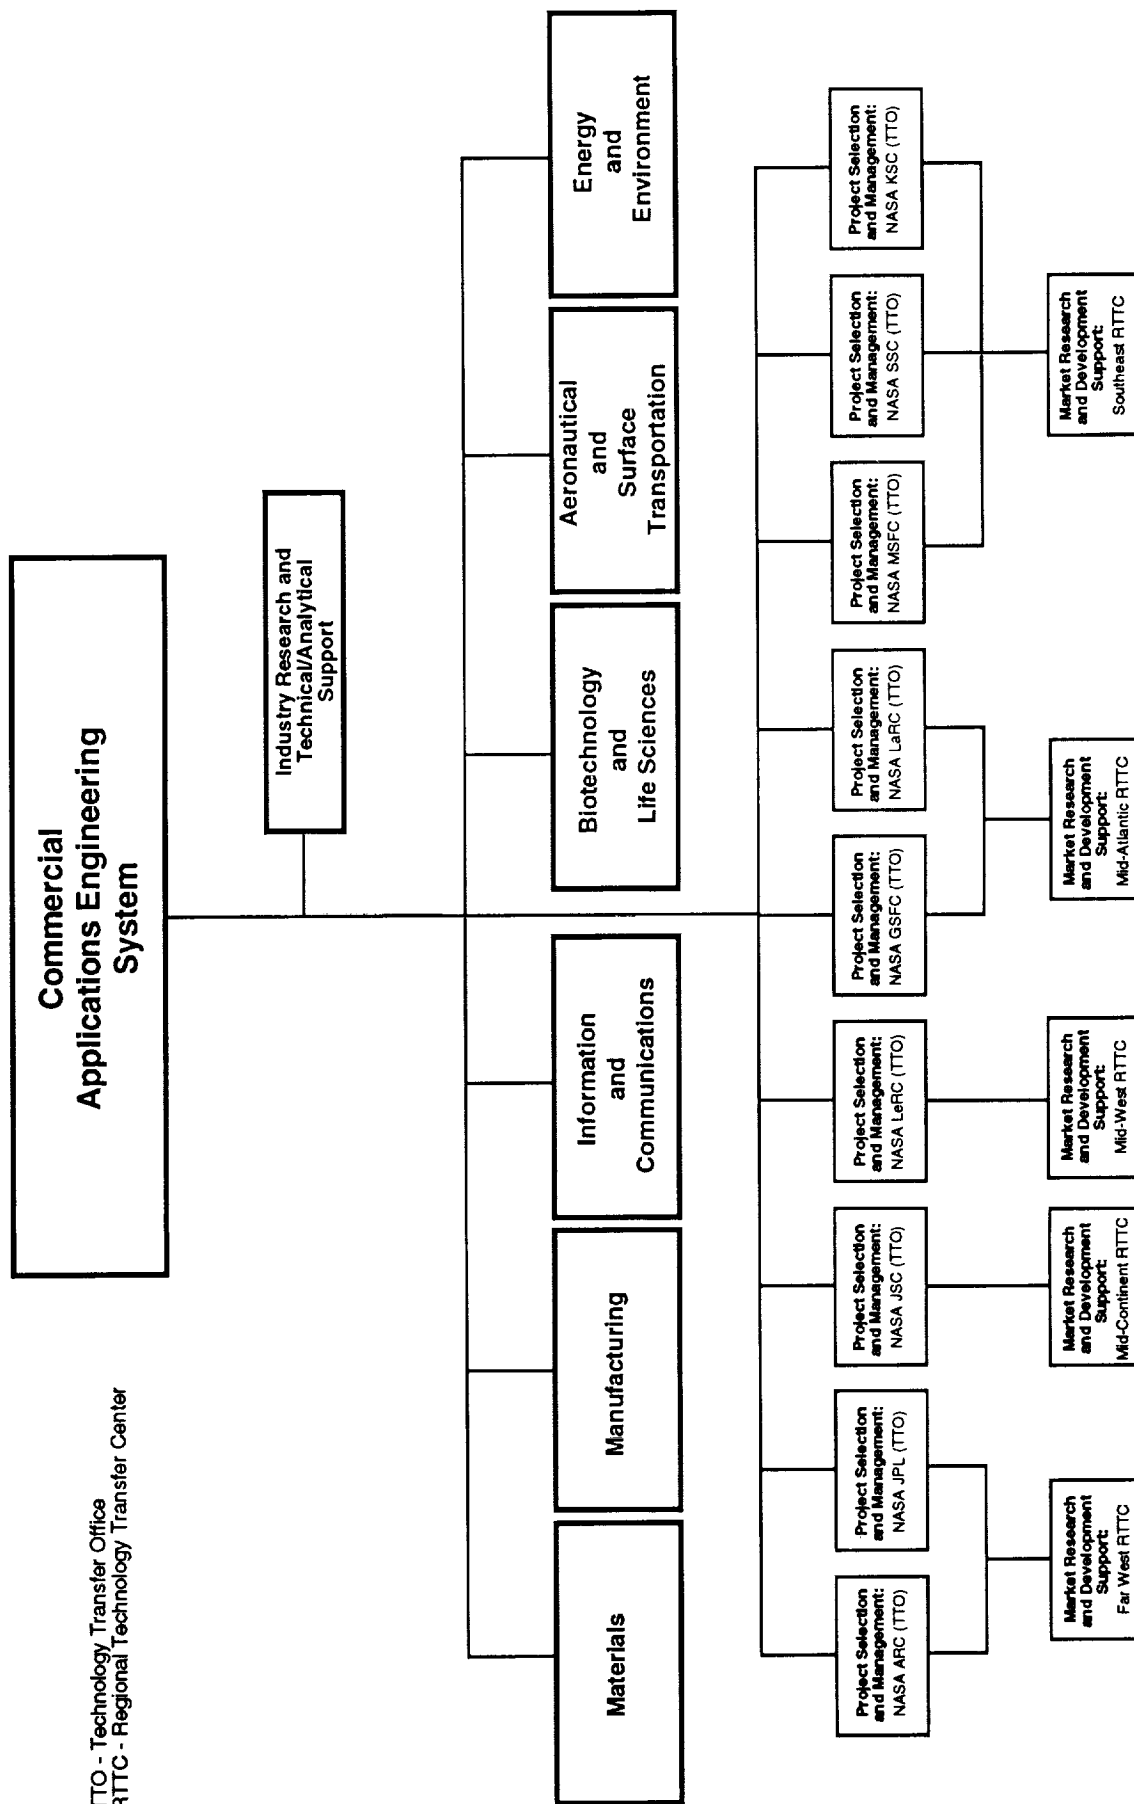 Commercial
Applications Engineering
System
TTO - Technology Transfer Office
RTTC - Regional Technology Transfer Center
Industry Research and
Technical/Analytical
Support
Materials
Manufacturing
Information
and
Communications
Biotechnology
and
Life Sciences
Aeronautical
and
Surface
Transportation
Energy
and
Environment
Project Selection
and Management:
NASA ARC (TTO)
Project Selection
and Management:
NASA JPL (TTO)
Project Selection
and Management:
NASA JSC (TTO)
Project Selection
and Management:
NASA LeRC (TTO)
Project Selection
and Management:
NASA GSFC (TTO)
Project Selection
and Management:
NASA LaRC (TTO)
Project Selection
and Management:
NASA MSFC (TTO)
Project Selection
and Management:
NASA SSC (TTO)
Project Selection
and Management:
NASA KSC (TTO)
Market Research
and Development
Support:
Far West RTTC
Market Research
and Development
Support:
Mid-Continent RTTC
Market Research
and Development
Support:
Mid-West RTTC
Market Research
and Development
Support:
Mid-Atlantic RTTC
Market Research
and Development
Support:
Southeast RTTC